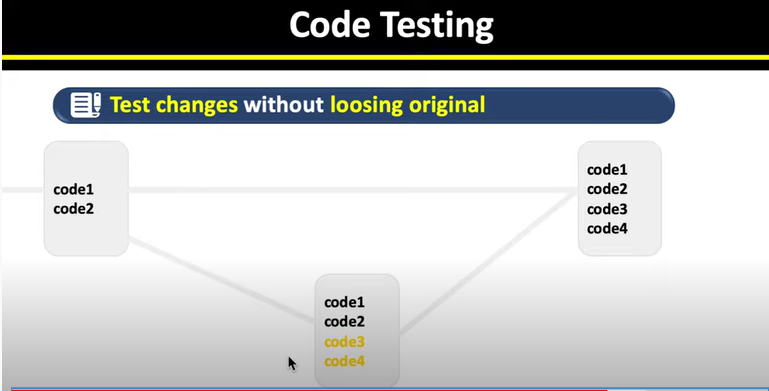 Code Testing
Test changes without loosing original
code1
code2
code1
code2
code3
code4
code1
code2
code3
code4